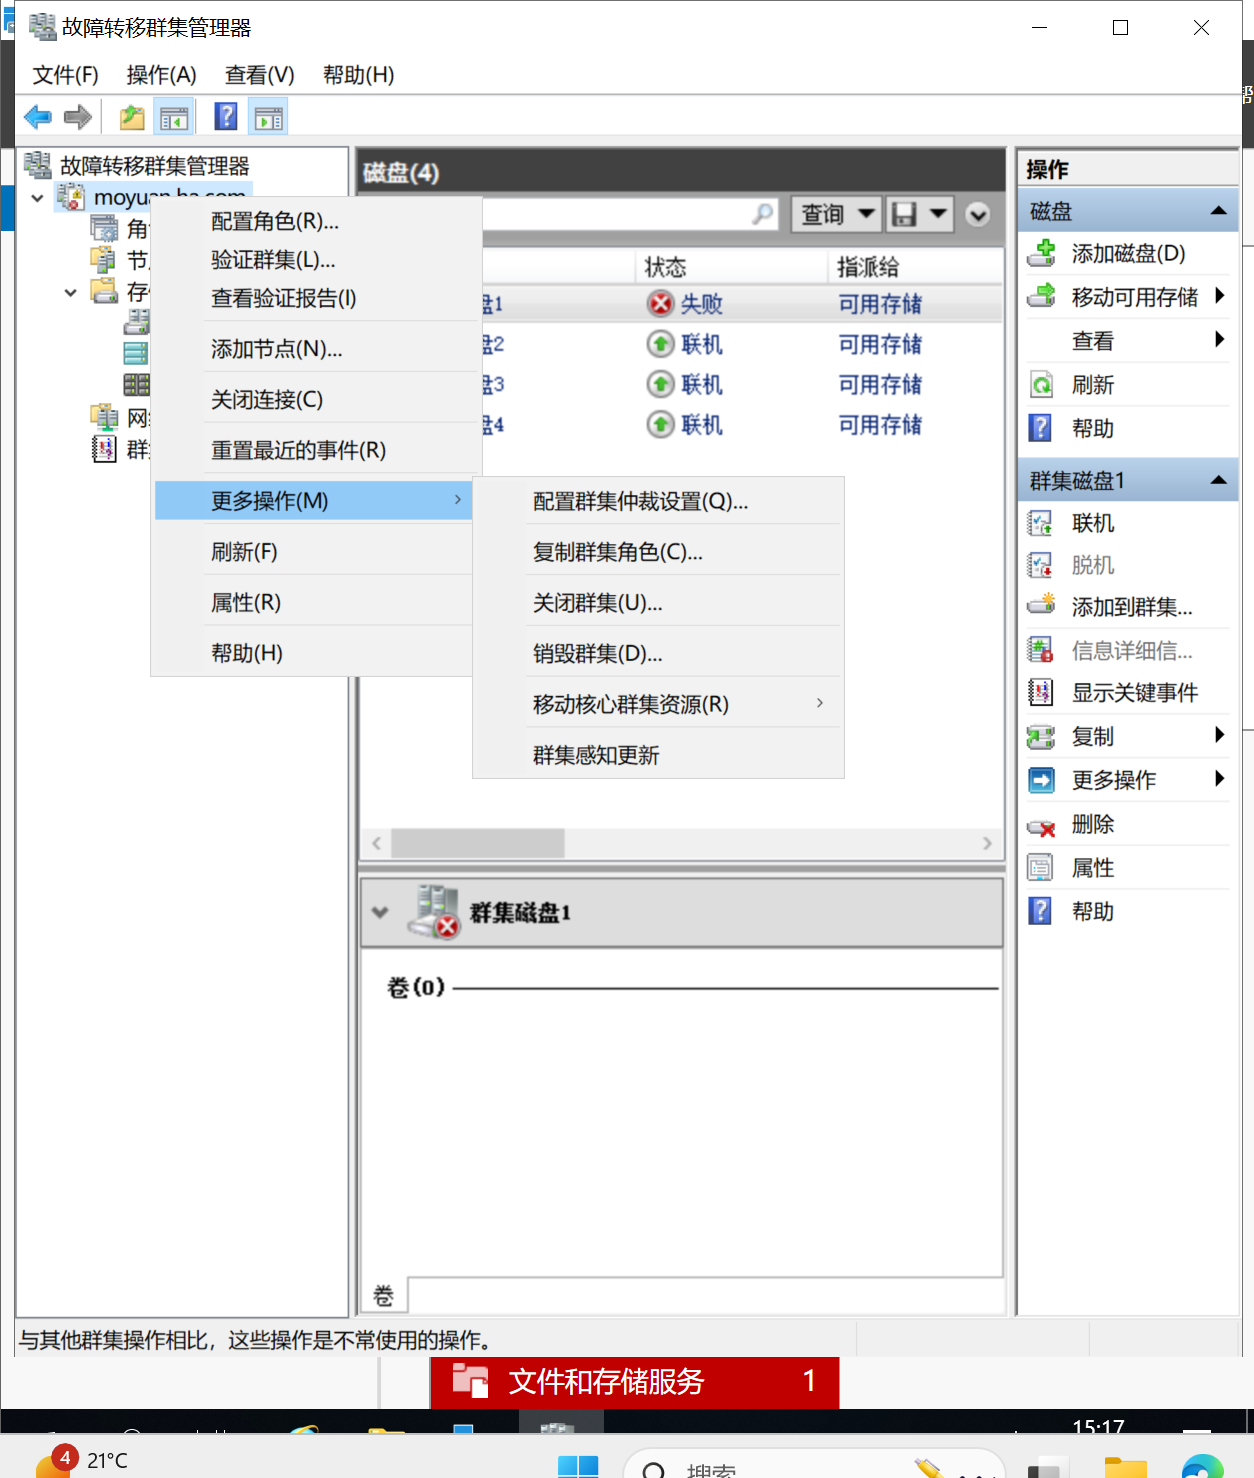 故障转移群集管理器
文件(F) 操作(A) 查看(V) 帮助(H)
故障转移群集管理器
moyuan.ha.com
配置角色(R)...
验证群集(L)...
查看验证报告(I)
添加节点(N)...
关闭连接(C)
重置最近的事件(R)
更多操作(M)
刷新(F)
属性(R)
帮助(H)
配置群集仲裁设置(Q)...
复制群集角色(C)...
关闭群集(U)...
销毁群集(D)...
移动核心群集资源(R)
群集感知更新
磁盘(4)
查询
状态 指派给
盘1 失败 可用存储
盘2 联机 可用存储
盘3 联机 可用存储
盘4 联机 可用存储
群集磁盘1
卷(0)
卷
操作
磁盘
添加磁盘(D)
移动可用存储
查看
刷新
帮助
群集磁盘1
联机
脱机
添加到群集...
信息详细信...
显示关键事件
复制
更多操作
删除
属性
帮助
与其他群集操作相比，这些操作是不常使用的操作。
文件和存储服务 1
15:17
4 21°C
搜索